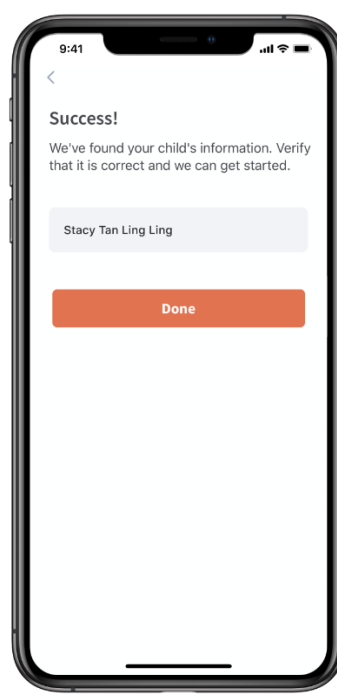 9:41
Success!
We've found your child's information. Verify
that it is correct and we can get started.
Stacy Tan Ling Ling
Done